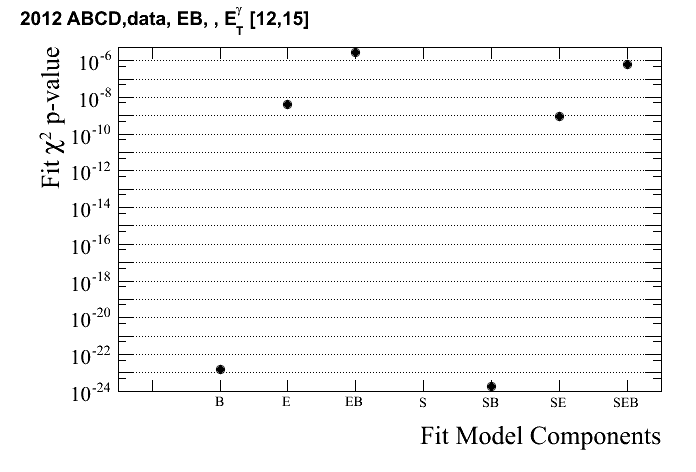 2012 ABCD,data, EB, , E_T^γ [12,15]
Fit χ² p-value
10⁻⁶
10⁻⁸
10⁻¹⁰
10⁻¹²
10⁻¹⁴
10⁻¹⁶
10⁻¹⁸
10⁻²⁰
10⁻²²
10⁻²⁴
B E EB S SB SE SEB
Fit Model Components